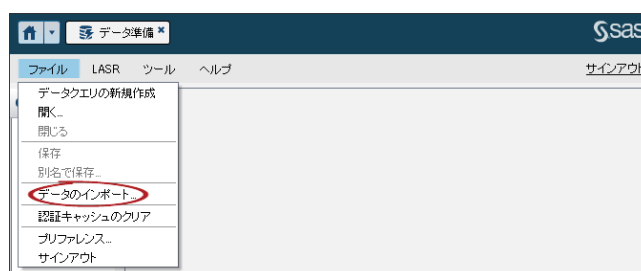 データ準備 ×
sas
ファイル LASR ツール ヘルプ
サインアウト
データクエリの新規作成
開く...
閉じる
保存
別名で保存...
データのインポート...
認証キャッシュのクリア
プリファレンス...
サインアウト